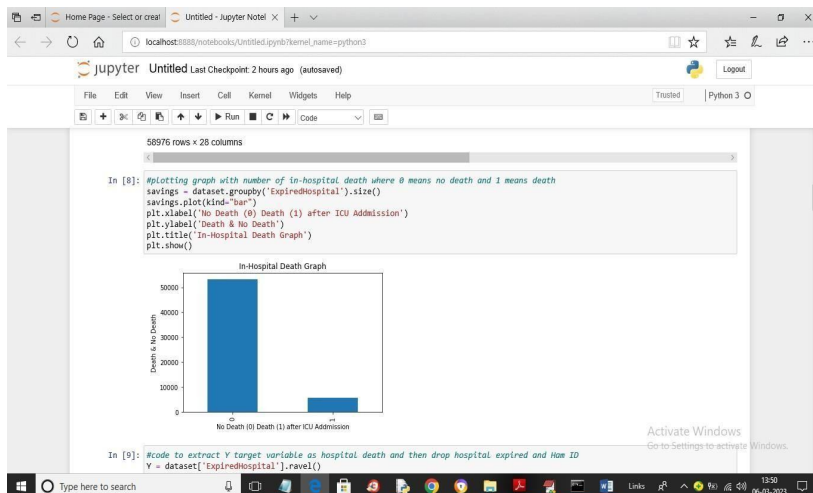 Home Page - Select or creat
Untitled - Jupyter Notel
localhost:8888/notebooks/Untitled.ipynb?kernel_name=python3
jupyter Untitled Last Checkpoint: 2 hours ago (autosaved)
Logout
File Edit View Insert Cell Kernel Widgets Help
Trusted
Python 3
Run
Code
58976 rows × 28 columns
In [8]:
#plotting graph with number of in-hospital death where 0 means no death and 1 means death
savings = dataset.groupby('ExpiredHospital').size()
savings.plot(kind="bar")
plt.xlabel('No Death (0) Death (1) after ICU Addmission')
plt.ylabel('Death & No Death')
plt.title('In-Hospital Death Graph')
plt.show()
In-Hospital Death Graph
50000
40000
30000
20000
10000
0
Death & No Death
0
1
No Death (0) Death (1) after ICU Addmission
Activate Windows
Go to Settings to activate Windows.
In [9]:
#code to extract Y target variable as hospital death and then drop hospital expired and Ham ID
Y = dataset['ExpiredHospital'].ravel()
Type here to search
Links
13:50
06-03-2023